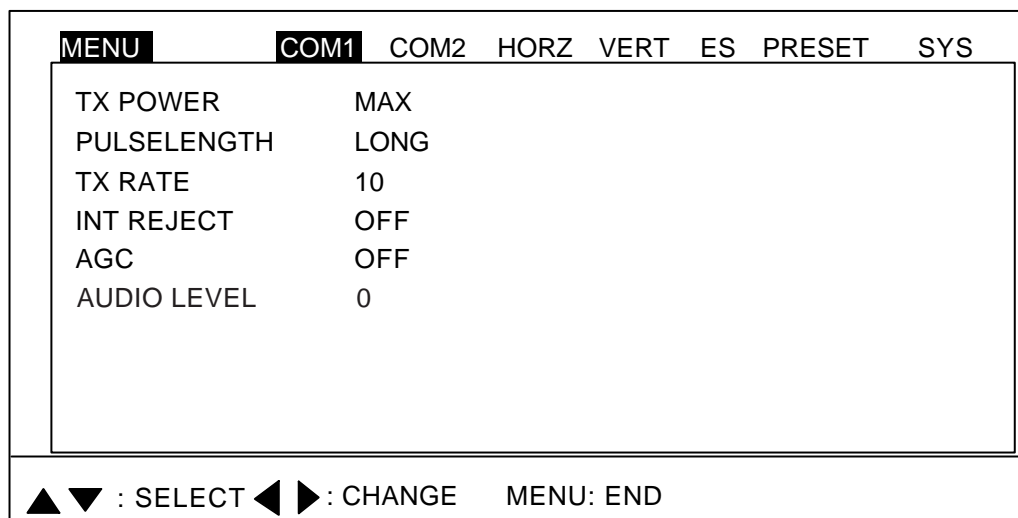 MENU COM1 COM2 HORZ VERT ES PRESET SYS
TX POWER MAX
PULSELENGTH LONG
TX RATE 10
INT REJECT OFF
AGC OFF
AUDIO LEVEL 0
▲ ▼ : SELECT ◀ ▶ : CHANGE MENU: END